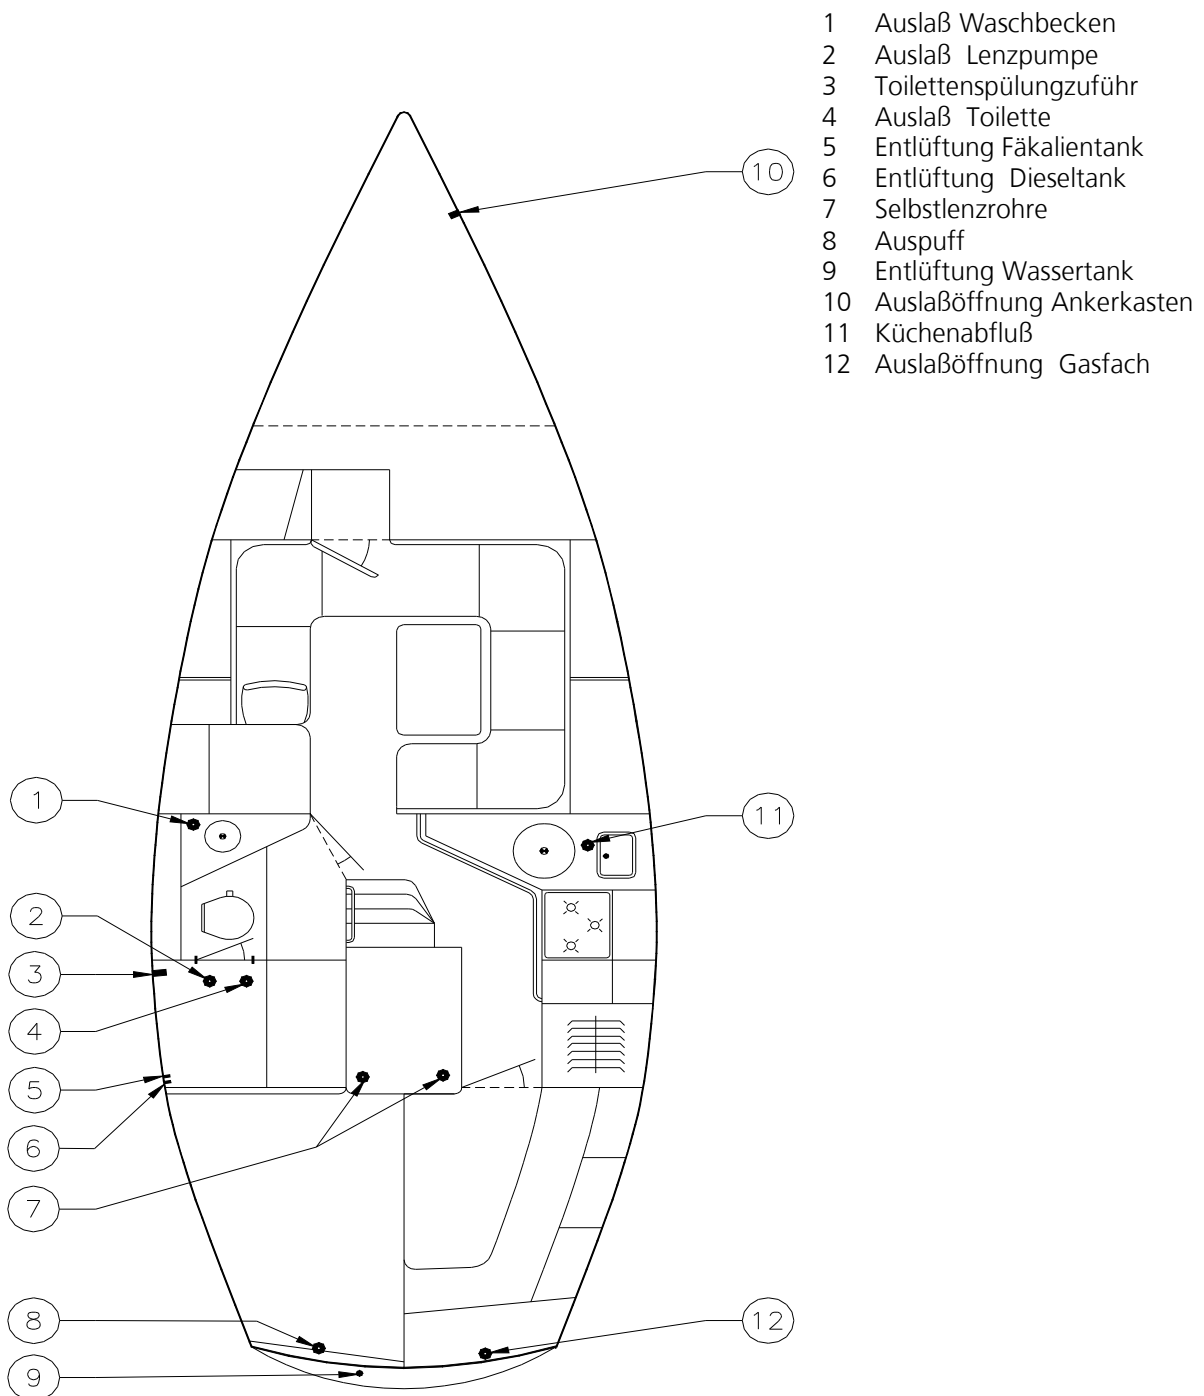 1 Auslaß Waschbecken
2 Auslaß Lenzpumpe
3 Toilettenspülungzuführ
4 Auslaß Toilette
5 Entlüftung Fäkalientank
6 Entlüftung Dieseltank
7 Selbstlenzrohre
8 Auspuff
9 Entlüftung Wassertank
10 Auslaßöffnung Ankerkasten
11 Küchenabfluß
12 Auslaßöffnung Gasfach
10
1
11
2
3
4
5
6
7
8
12
9